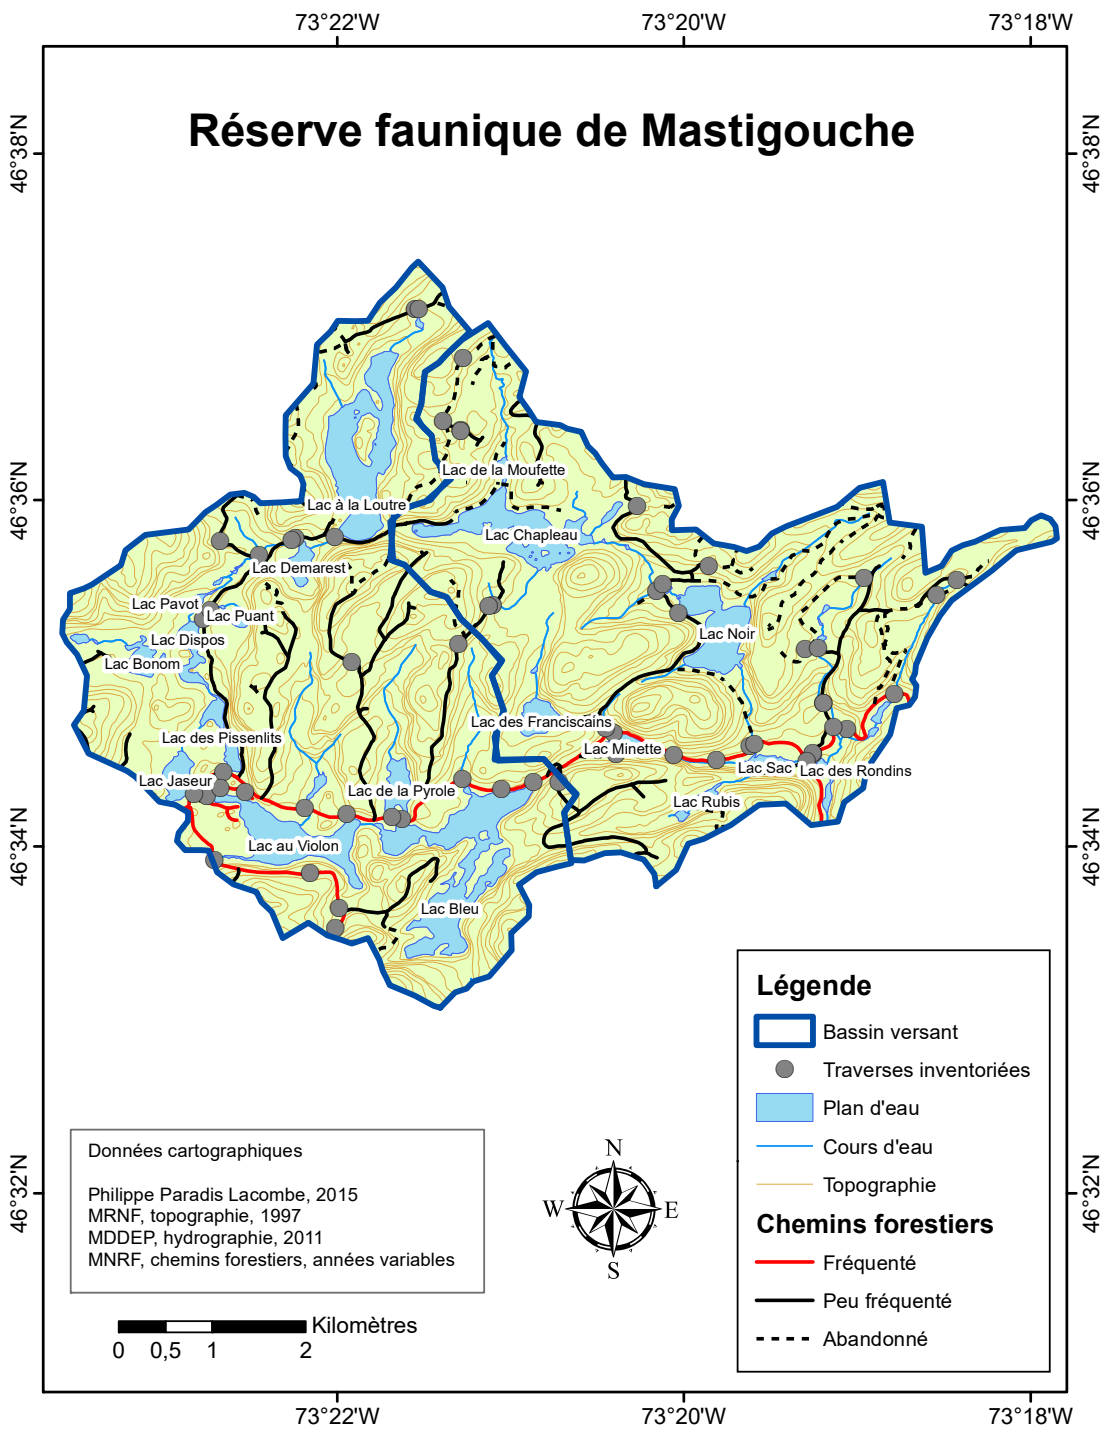 73°22'W
73°20'W
73°18'W
46°38'N
46°38'N
Réserve faunique de Mastigouche
46°36'N
46°36'N
Lac de la Moufette
Lac à la Loutre
Lac Chapleau
Lac Demarest
Lac Pavot
Lac Puant
Lac Dispos
Lac Noir
Lac Bonom
Lac des Franciscains
Lac des Pissenlits
Lac Minette
Lac Sac
Lac des Rondins
Lac Jaseur
Lac de la Pyrole
Lac Rubis
46°34'N
46°34'N
Lac au Violon
Lac Bleu
Légende
Bassin versant
Traverses inventoriées
Plan d'eau
Cours d'eau
Topographie
Chemins forestiers
Fréquenté
Peu fréquenté
Abandonné
46°32'N
46°32'N
Données cartographiques
Philippe Paradis Lacombe, 2015
MRNF, topographie, 1997
MDDEP, hydrographie, 2011
MNRF, chemins forestiers, années variables
N
W
E
S
Kilomètres
0 0,5 1 2
73°22'W
73°20'W
73°18'W